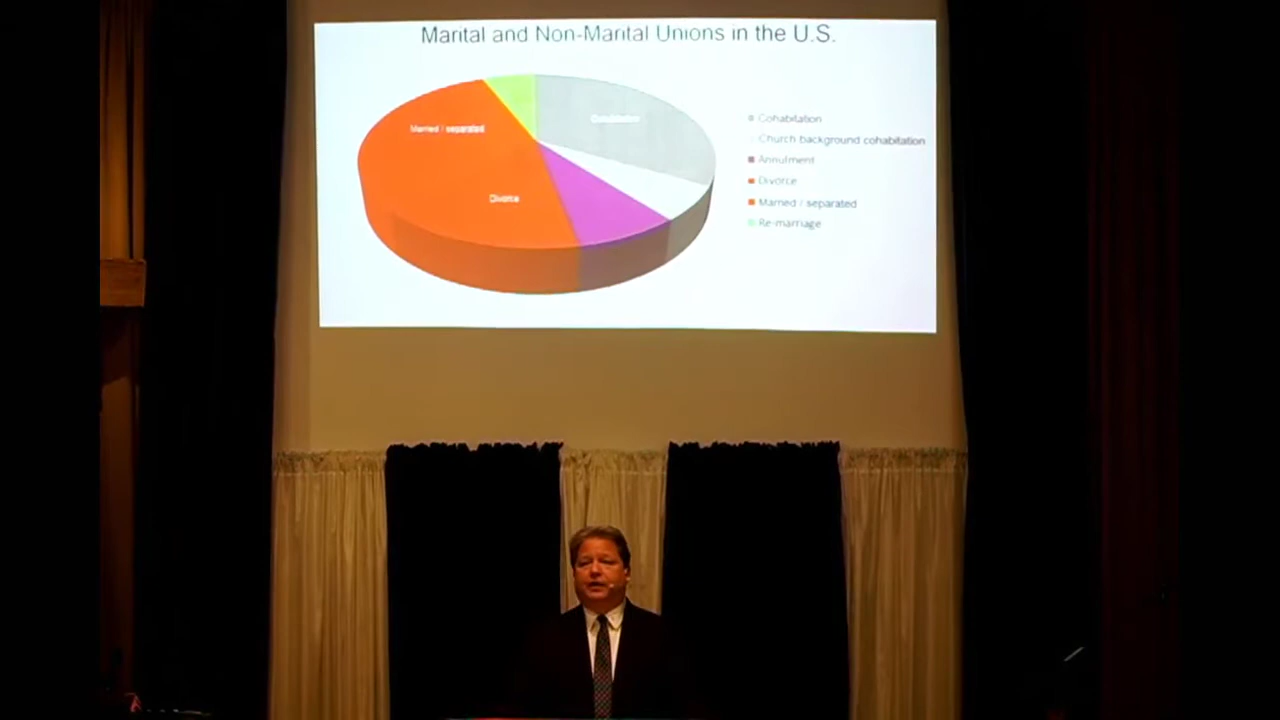 Marital and Non-Marital Unions in the U.S.
Cohabitation
Married / separated
Divorce
Cohabitation
Church background cohabitation
Annulment
Divorce
Married / separated
Re-marriage